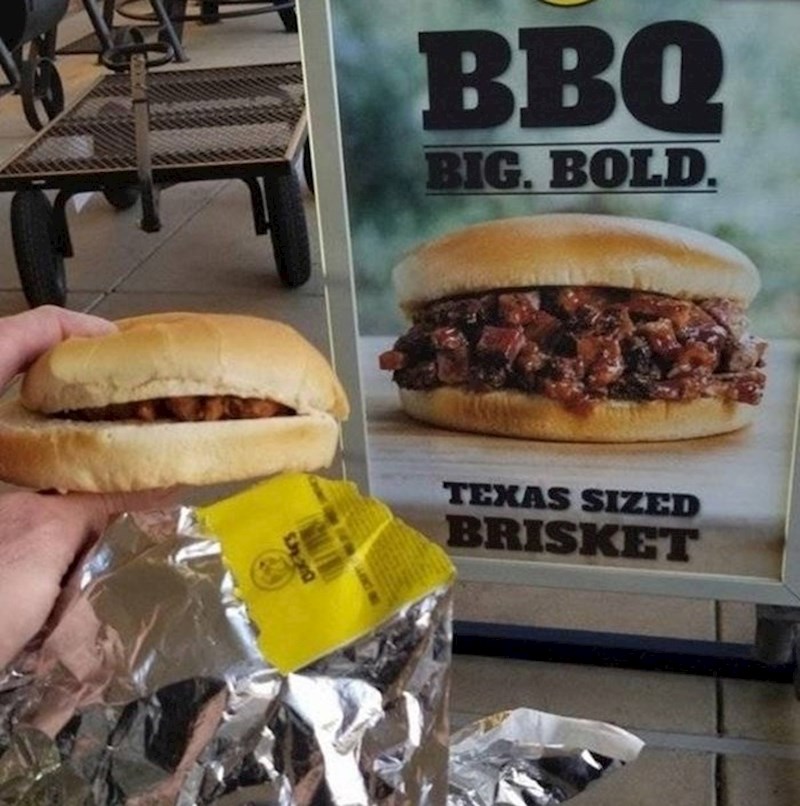 BBQ
BIG. BOLD.
TEXAS SIZED
BRISKET